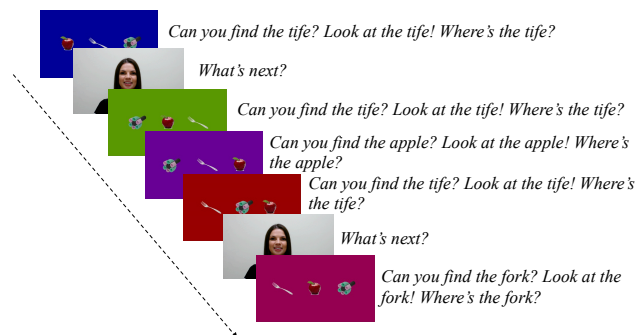 Can you find the tife? Look at the tife! Where's the tife?
What's next?
Can you find the tife? Look at the tife! Where's the tife?
Can you find the apple? Look at the apple! Where's
the apple?
Can you find the tife? Look at the tife! Where's
the tife?
What's next?
Can you find the fork? Look at the
fork! Where's the fork?